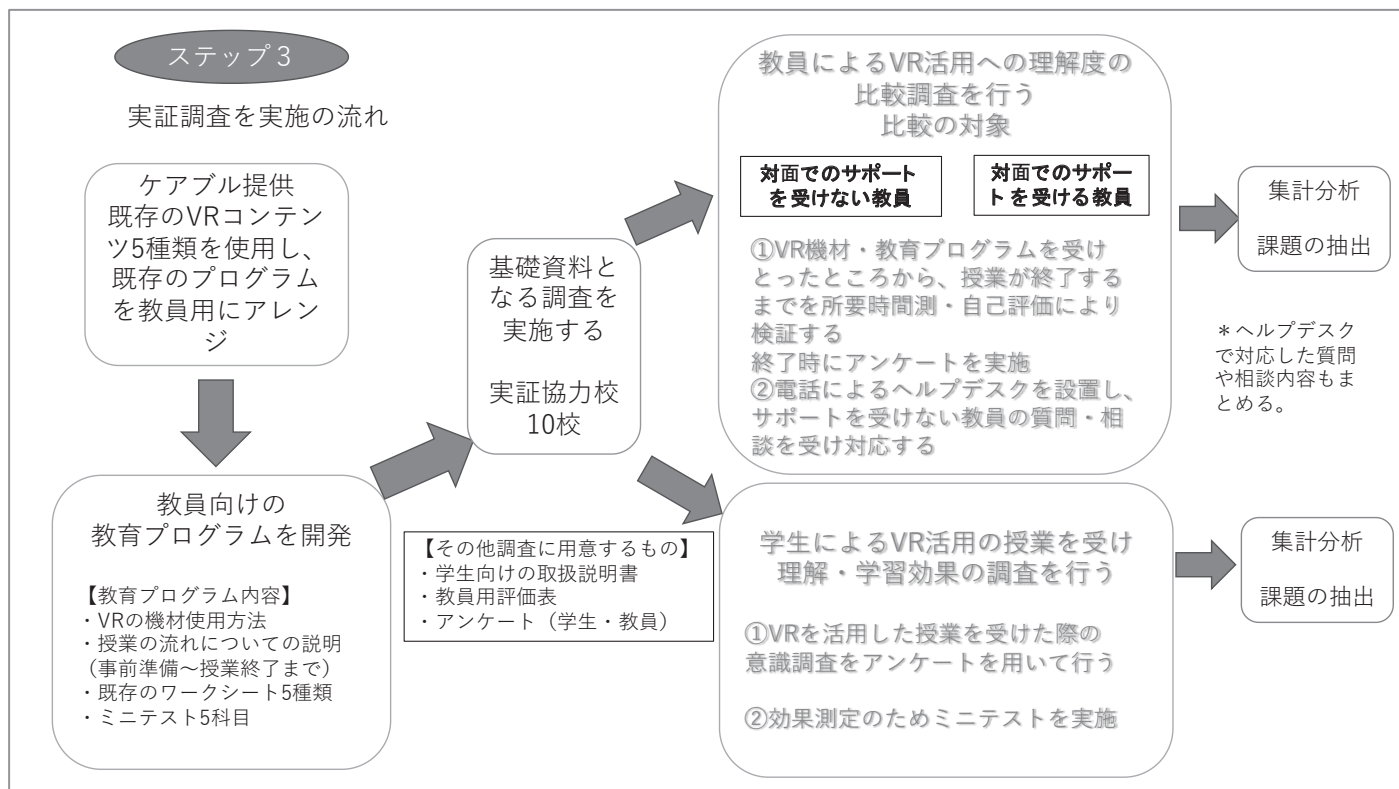 ステップ3
実証調査を実施の流れ
ケアブル提供
既存のVRコンテン
ツ5種類を使用し、
既存のプログラム
を教員用にアレン
ジ
教員向けの
教育プログラムを開発
【教育プログラム内容】
・VRの機材使用方法
・授業の流れについての説明
（事前準備～授業終了まで）
・既存のワークシート5種類
・ミニテスト5科目
基礎資料と
なる調査を
実施する
実証協力校
10校
【その他調査に用意するもの】
・学生向けの取扱説明書
・教員用評価表
・アンケート（学生・教員）
教員によるVR活用への理解度の
比較調査を行う
比較の対象
対面でのサポート
を受けない教員
対面でのサポー
トを受ける教員
①VR機材・教育プログラムを受け
とったところから、授業が終了する
までを所要時間測・自己評価により
検証する
終了時にアンケートを実施
②電話によるヘルプデスクを設置し、
サポートを受けない教員の質問・相
談を受け対応する
集計分析
課題の抽出
＊ヘルプデスク
で対応した質問
や相談内容もま
とめる。
学生によるVR活用の授業を受け
理解・学習効果の調査を行う
①VRを活用した授業を受けた際の
意識調査をアンケートを用いて行う
②効果測定のためミニテストを実施
集計分析
課題の抽出